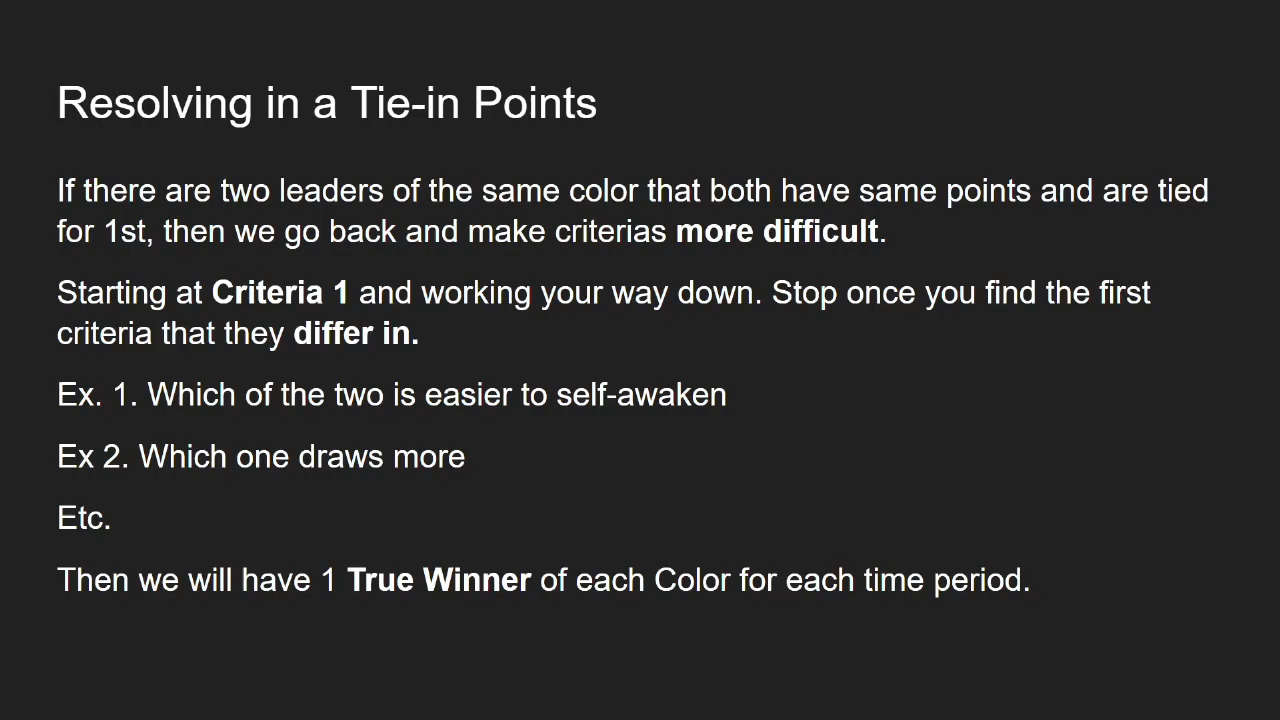 Resolving in a Tie-in Points
If there are two leaders of the same color that both have same points and are tied
for 1st, then we go back and make criterias more difficult.
Starting at Criteria 1 and working your way down. Stop once you find the first
criteria that they differ in.
Ex. 1. Which of the two is easier to self-awaken
Ex 2. Which one draws more
Etc.
Then we will have 1 True Winner of each Color for each time period.